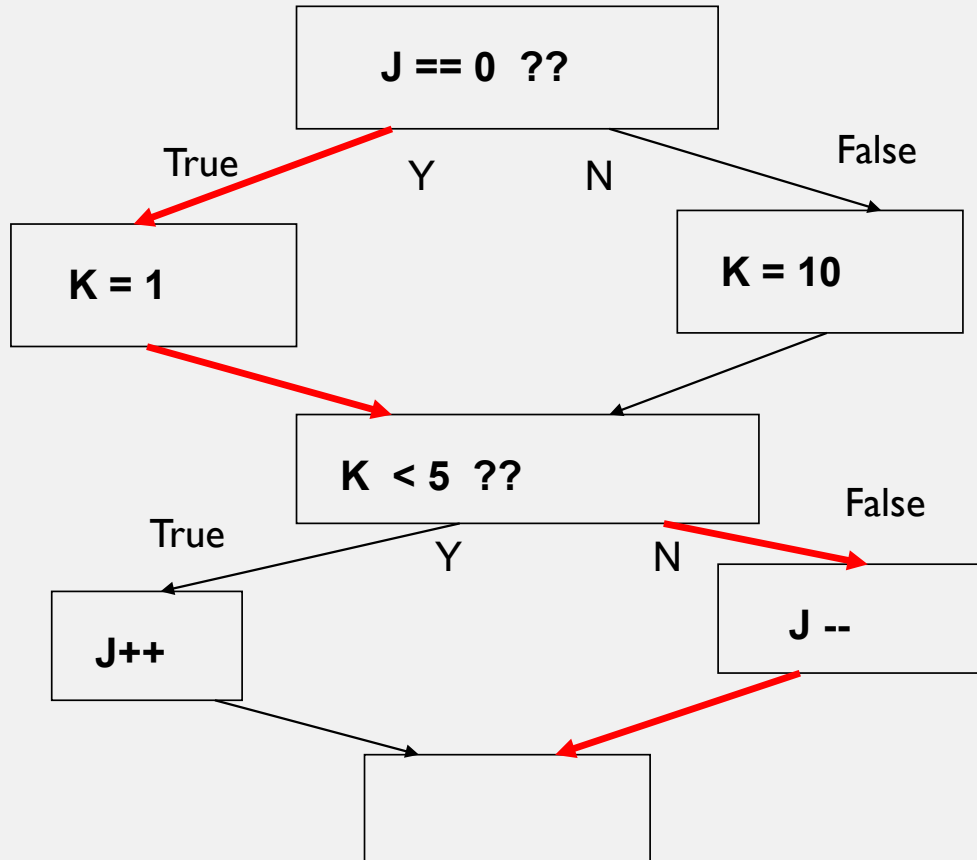 J == 0 ??
True
Y
N
False
K = 1
K = 10
K < 5 ??
True
Y
N
False
J++
J --